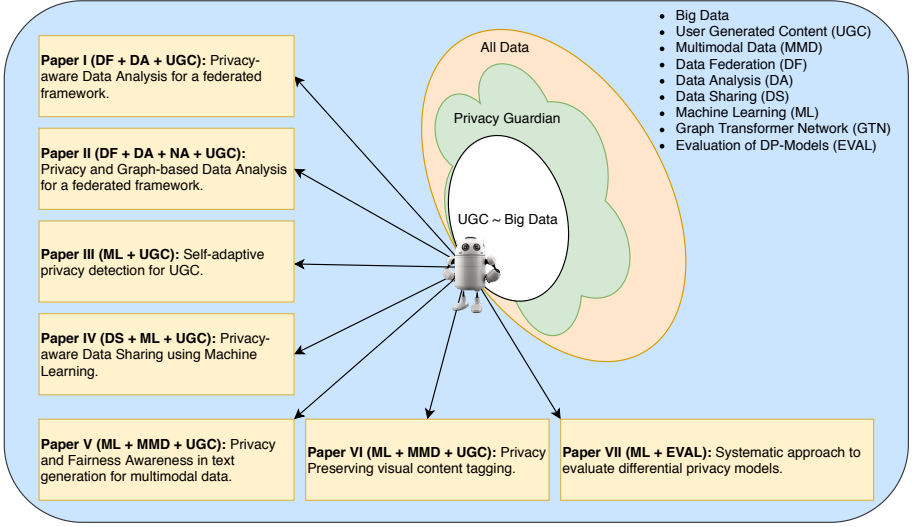 Paper I (DF + DA + UGC): Privacy-
aware Data Analysis for a federated
framework.
Paper II (DF + DA + NA + UGC):
Privacy and Graph-based Data Analysis
for a federated framework.
Paper III (ML + UGC): Self-adaptive
privacy detection for UGC.
Paper IV (DS + ML + UGC): Privacy-
aware Data Sharing using Machine
Learning.
Paper V (ML + MMD + UGC): Privacy
and Fairness Awareness in text
generation for multimodal data.
Paper VI (ML + MMD + UGC): Privacy
Preserving visual content tagging.
Paper VII (ML + EVAL): Systematic approach to
evaluate differential privacy models.
All Data
Privacy Guardian
UGC ~ Big Data
• Big Data
• User Generated Content (UGC)
• Multimodal Data (MMD)
• Data Federation (DF)
• Data Analysis (DA)
• Data Sharing (DS)
• Machine Learning (ML)
• Graph Transformer Network (GTN)
• Evaluation of DP-Models (EVAL)